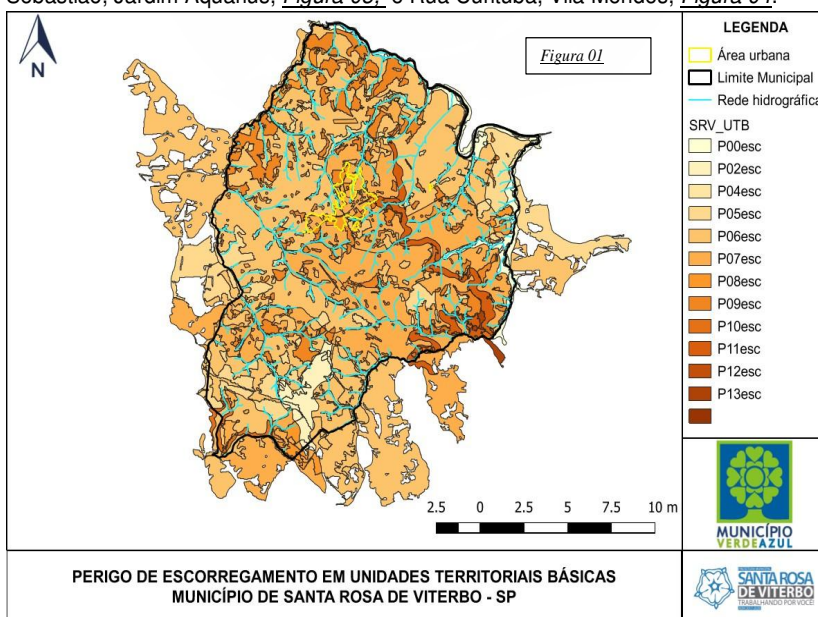 Sebastião, Jardim Aquarius, Figura 03, e Rua Curitiba, Vila Mendes, Figura 04.
N
Figura 01
LEGENDA
Área urbana
Limite Municipal
Rede hidrográfica
SRV_UTB
P00esc
P02esc
P04esc
P05esc
P06esc
P07esc
P08esc
P09esc
P10esc
P11esc
P12esc
P13esc
2.5 0 2.5 5 7.5 10 m
MUNICÍPIO
VERDEAZUL
PERIGO DE ESCORREGAMENTO EM UNIDADES TERRITORIAIS BÁSICAS
MUNICÍPIO DE SANTA ROSA DE VITERBO - SP
SANTA ROSA
DE VITERBO
TRABALHANDO POR VOCÊ!